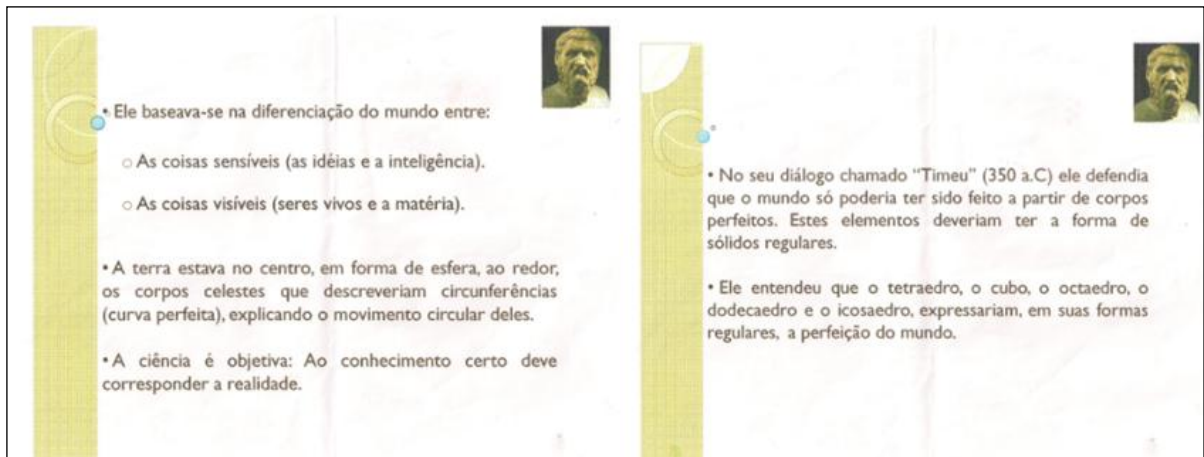 • Ele baseava-se na diferenciação do mundo entre:
○ As coisas sensíveis (as idéias e a inteligência).
○ As coisas visíveis (seres vivos e a matéria).
• A terra estava no centro, em forma de esfera, ao redor,
os corpos celestes que descreveriam circunferências
(curva perfeita), explicando o movimento circular deles.
• A ciência é objetiva: Ao conhecimento certo deve
corresponder a realidade.
• No seu diálogo chamado "Timeu" (350 a.C) ele defendia
que o mundo só poderia ter sido feito a partir de corpos
perfeitos. Estes elementos deveriam ter a forma de
sólidos regulares.
• Ele entendeu que o tetraedro, o cubo, o octaedro, o
dodecaedro e o icosaedro, expressariam, em suas formas
regulares, a perfeição do mundo.